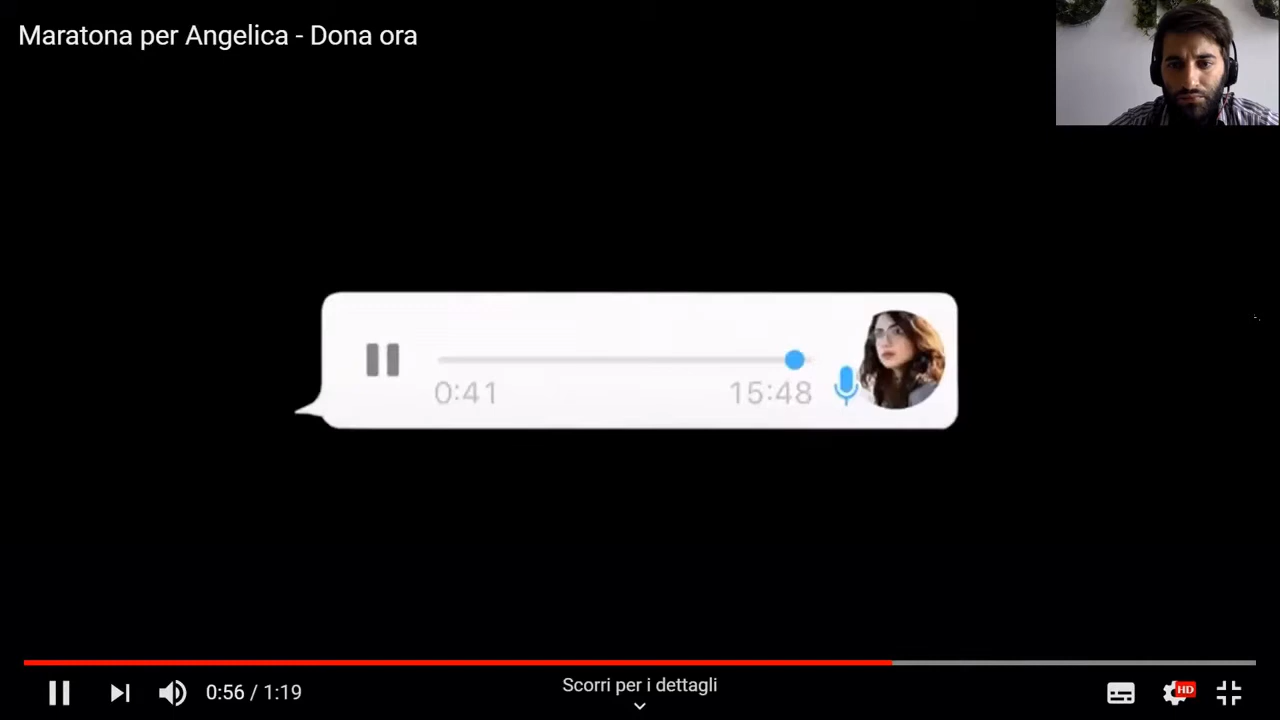 Maratona per Angelica - Dona ora
0:41 15:48
0:56 / 1:19
Scorri per i dettagli
HD